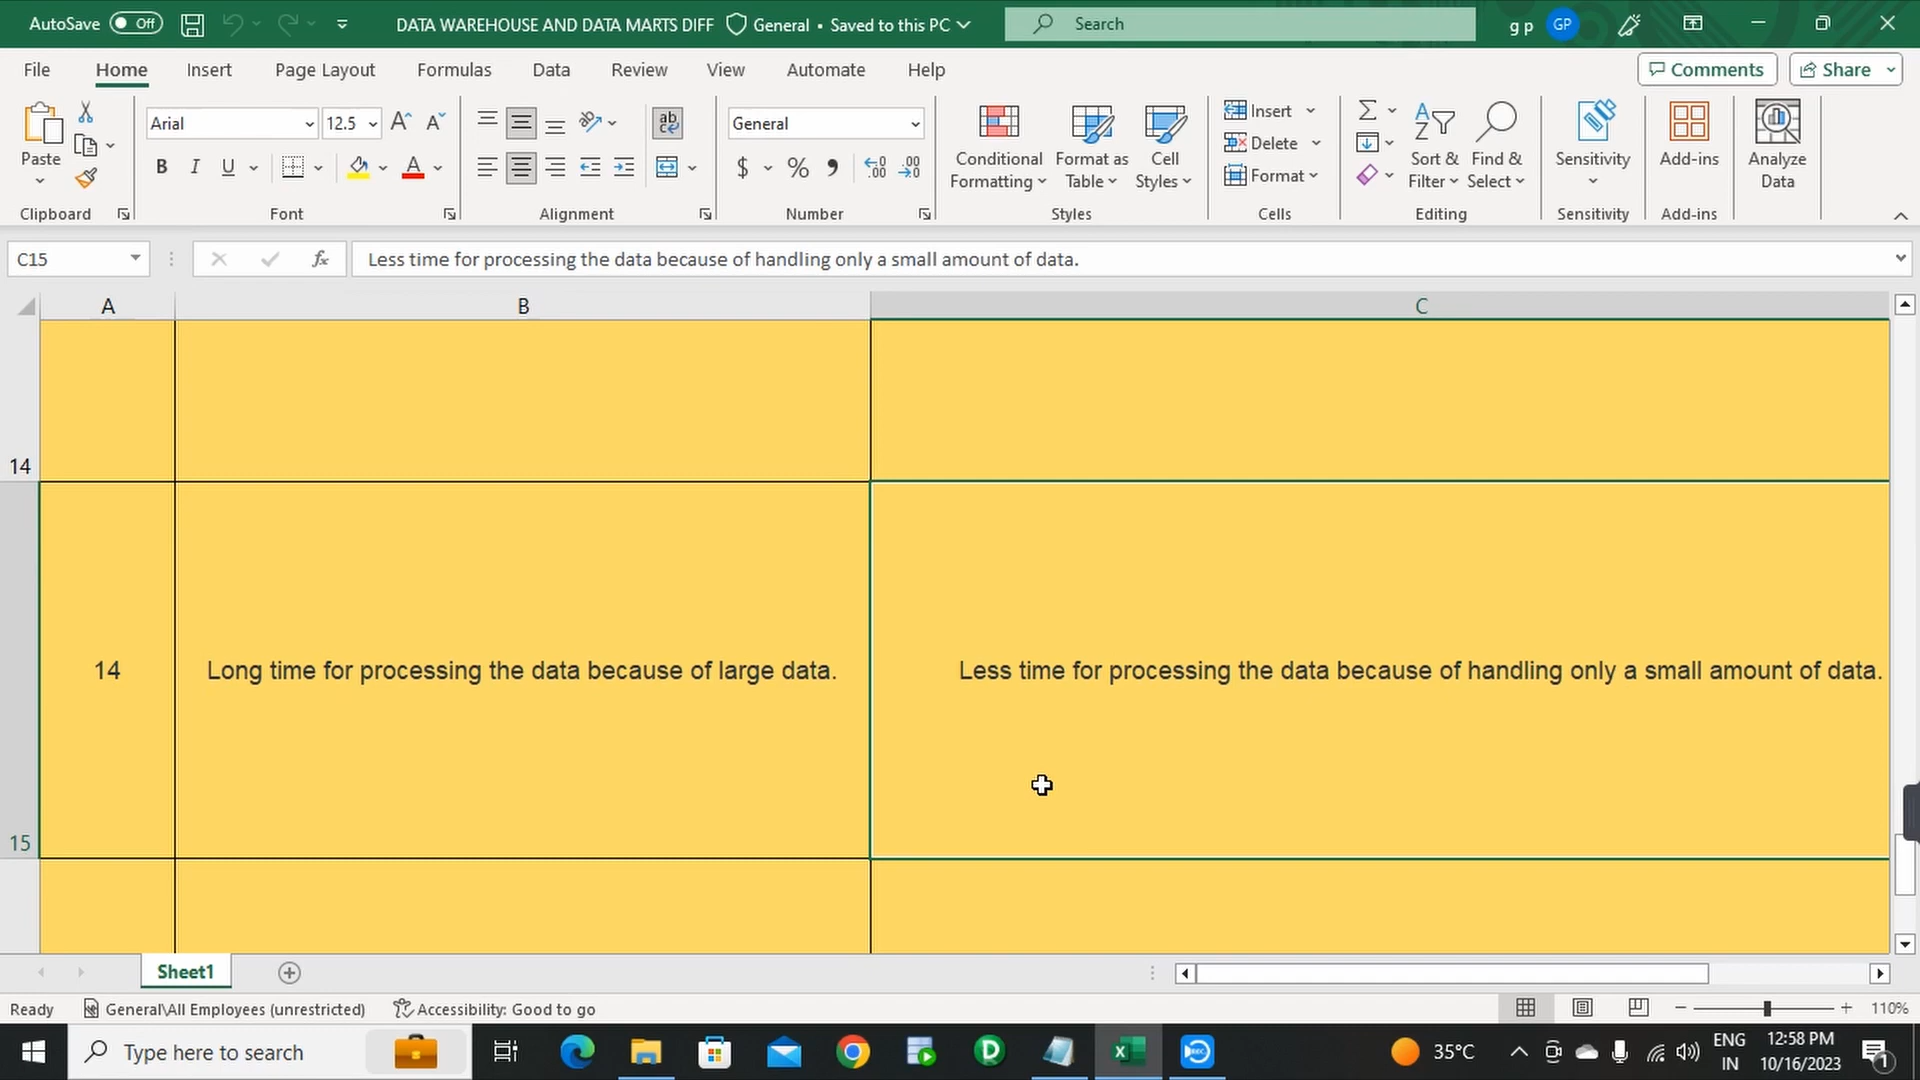 AutoSave Off DATA WAREHOUSE AND DATA MARTS DIFF General • Saved to this PC Search g p GP
File Home Insert Page Layout Formulas Data Review View Automate Help Comments Share
Arial 12.5 General
Paste
B I U A $ %
Conditional Formatting
Format as Table
Cell Styles
Insert
Delete
Format
Sort & Filter
Find & Select
Sensitivity
Add-ins
Analyze Data
Clipboard Font Alignment Number Styles Cells Editing Sensitivity Add-ins
C15 fx Less time for processing the data because of handling only a small amount of data.
A B C
14
14 Long time for processing the data because of large data. Less time for processing the data because of handling only a small amount of data.
15
Sheet1
Ready General\All Employees (unrestricted) Accessibility: Good to go 110%
Type here to search 35°C ENG IN 12:58 PM 10/16/2023 1